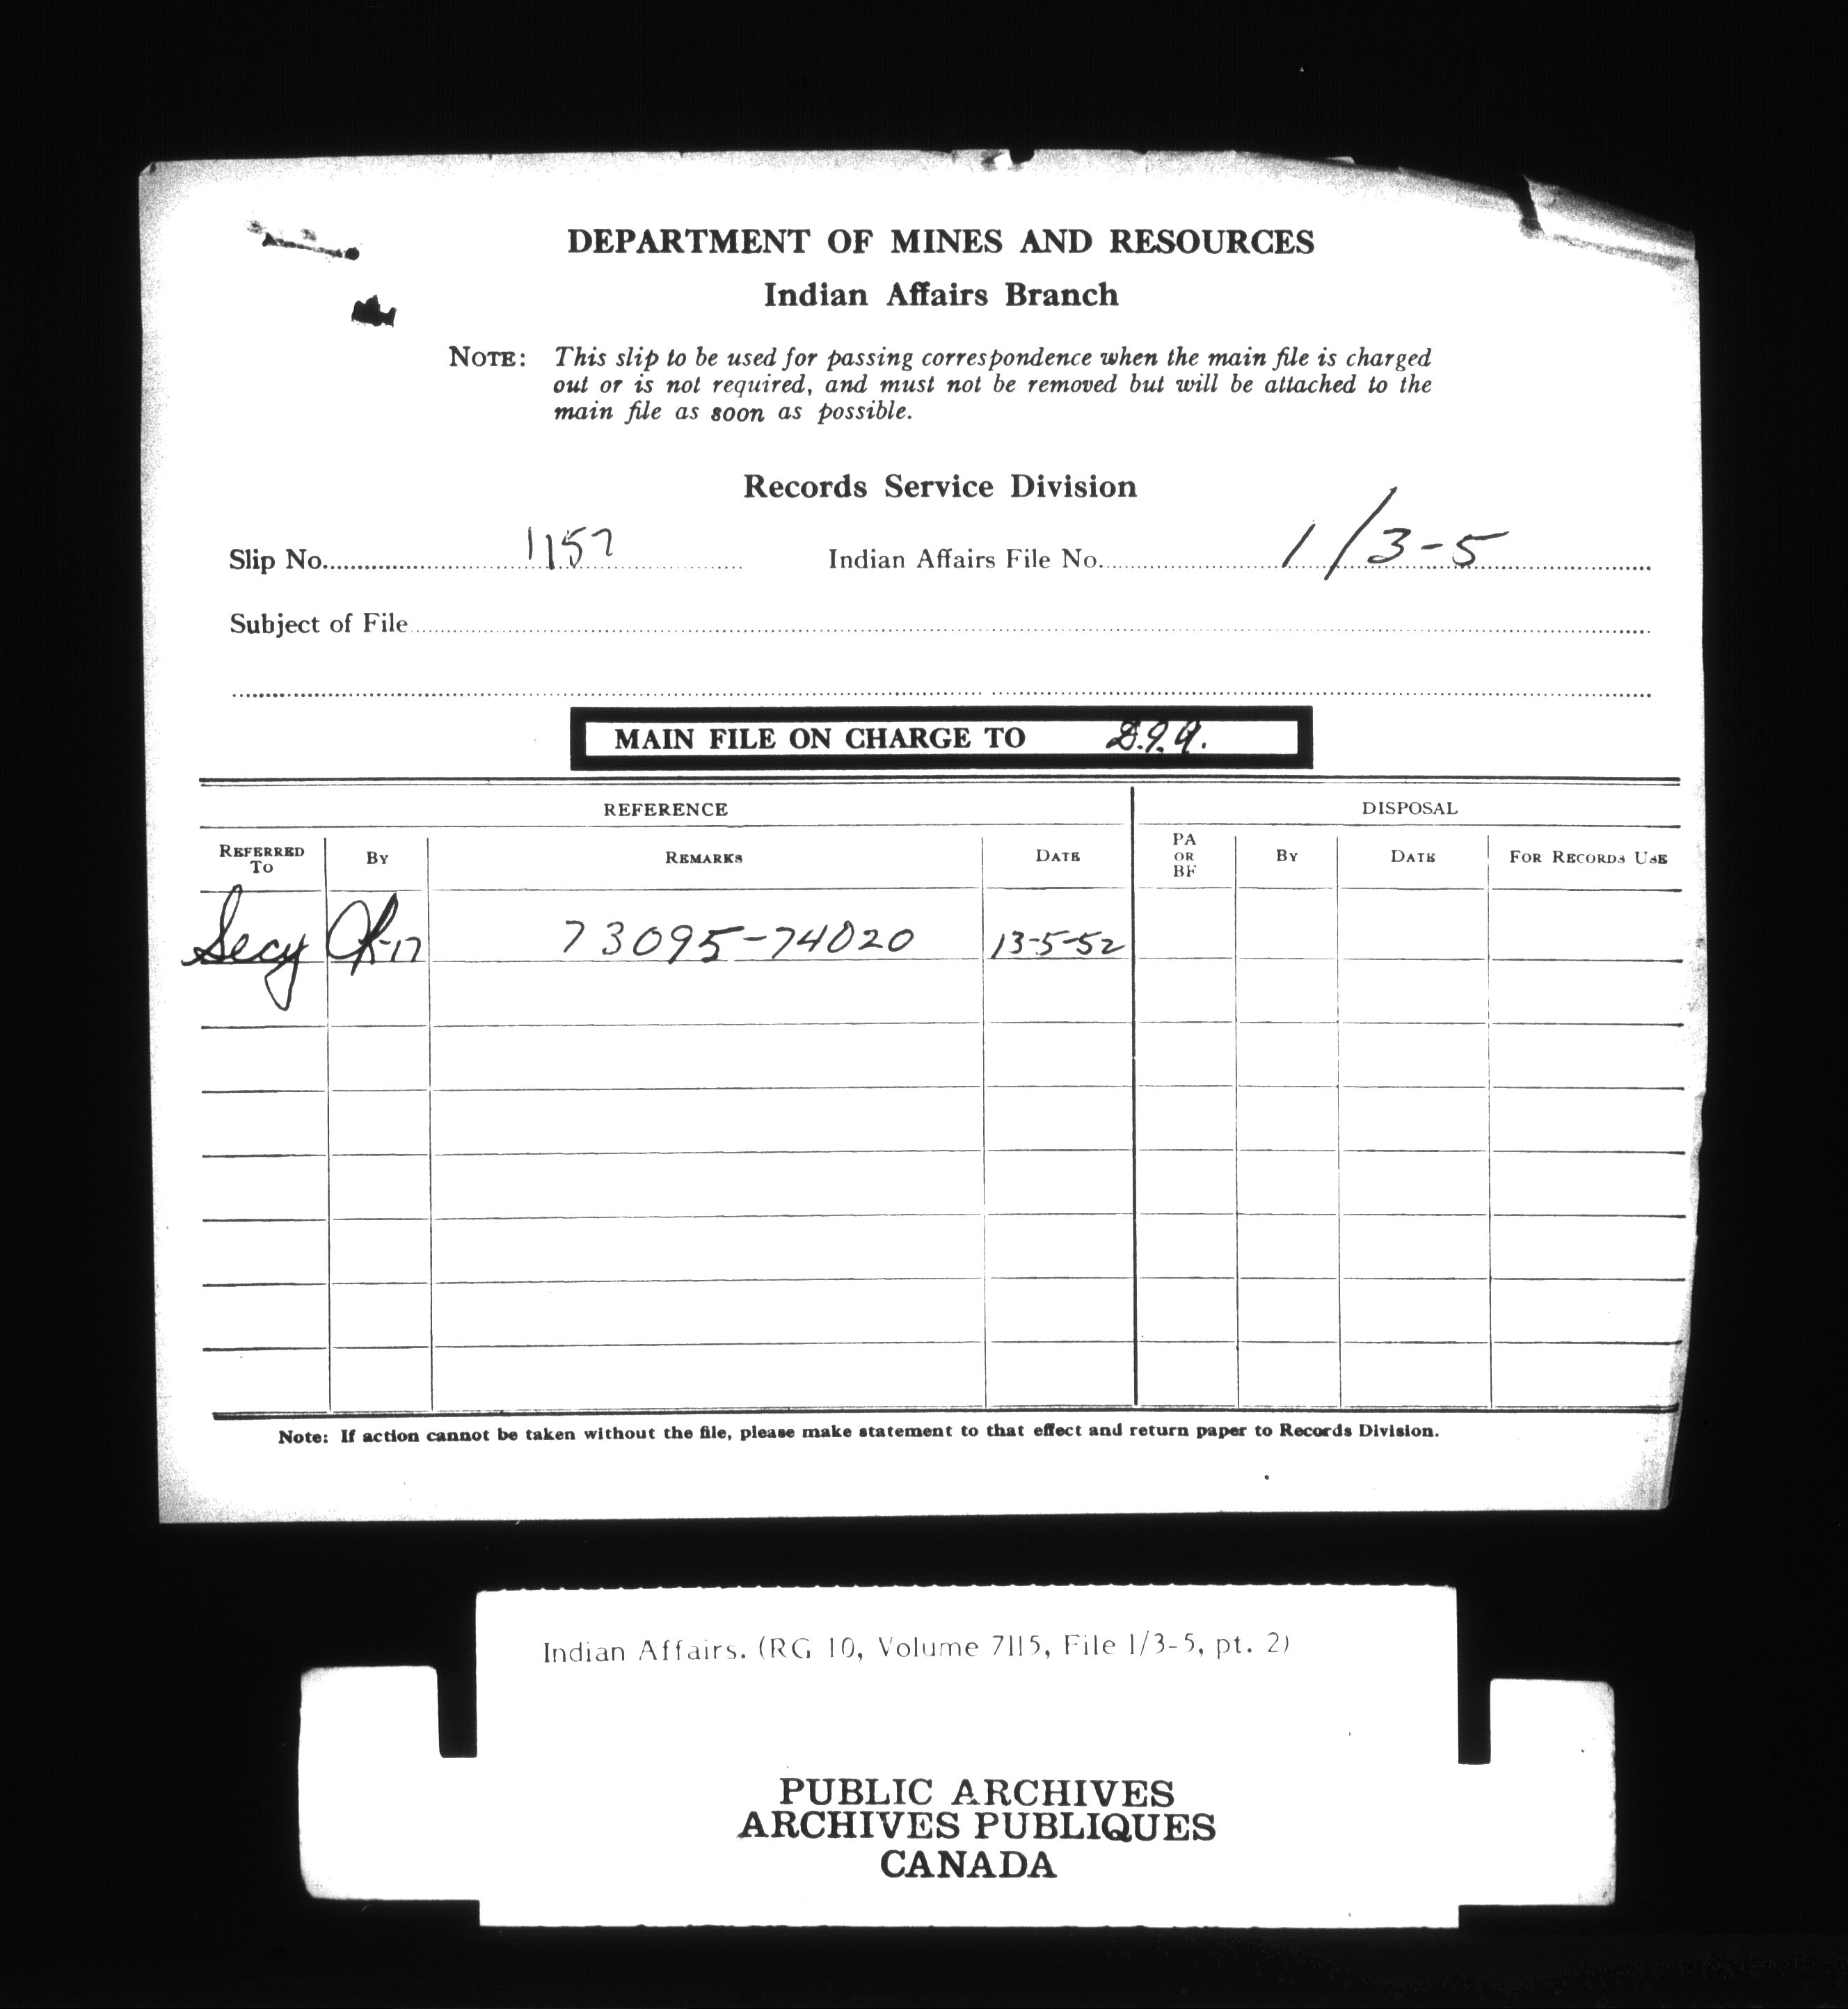 DEPARTMENT OF MINES AND RESOURCES
Indian Affairs Branch
NOTE: This slip to be used for passing correspondence when the main file is charged
out or is not required, and must not be removed but will be attached to the
main file as soon as possible.
Records Service Division
Slip No. 1157 Indian Affairs File No. 1/3-5
Subject of File
MAIN FILE ON CHARGE TO
REFERENCE DISPOSAL
REFERRED TO BY REMARKS DATE PA OR BF BY DATE FOR RECORDS USE
Secy 73095-74020 13-5-52
Note: If action cannot be taken without the file, please make statement to that effect and return paper to Records Division.
Indian Affairs. (RG 10, Volume 7115, File 1/3-5, pt. 2)
PUBLIC ARCHIVES
ARCHIVES PUBLIQUES
CANADA